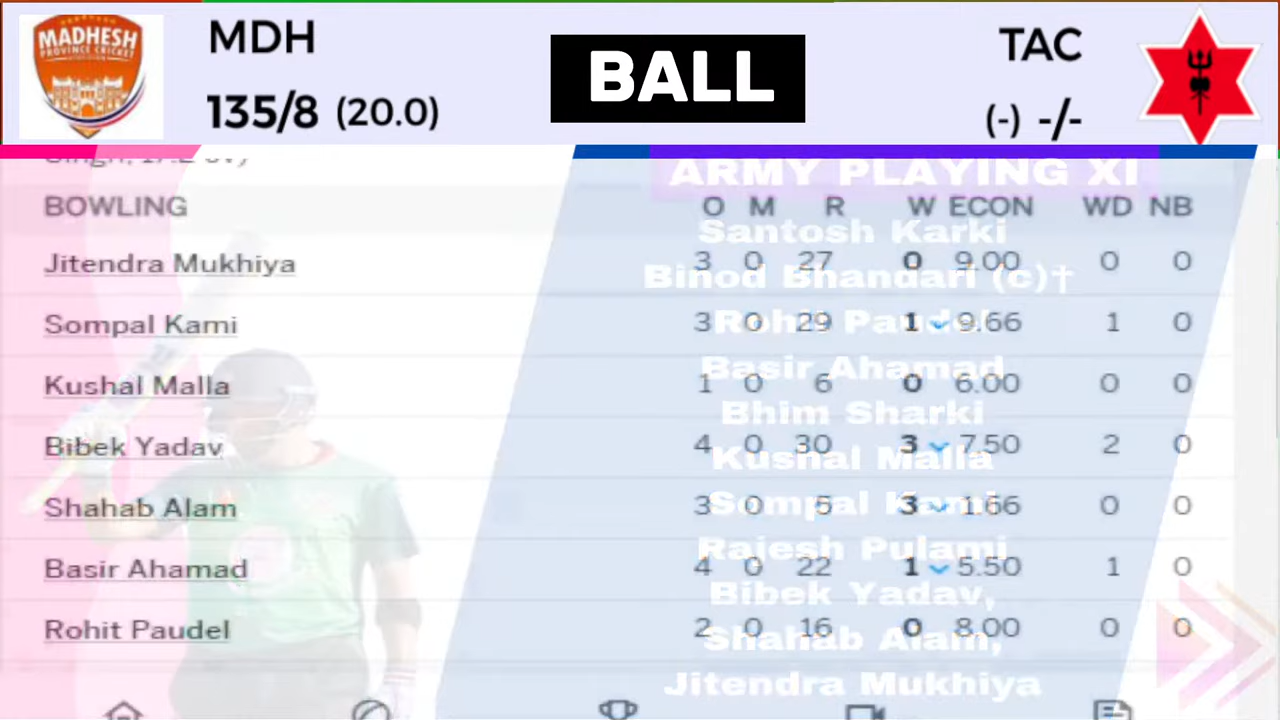 MADHESH
PROVINCE CRICKET
MDH
135/8 (20.0)
BALL
TAC
(-) -/-
ARMY PLAYING XI
BOWLING O M R W ECON WD NB
Santosh Karki
Jitendra Mukhiya 3 0 27 0 9.00 0 0
Binod Bhandari (c)†
Sompal Kami 3 0 29 1 9.66 1 0
Rohit Paudel
Basir Ahamad
Kushal Malla 1 0 6 0 6.00 0 0
Bhim Sharki
Bibek Yadav 4 0 30 3 7.50 2 0
Kushal Malla
Shahab Alam 3 0 5 3 1.66 0 0
Sompal Kami
Rajesh Pulami
Basir Ahamad 4 0 22 1 5.50 1 0
Bibek Yadav,
Rohit Paudel 2 0 16 0 8.00 0 0
Shahab Alam,
Jitendra Mukhiya